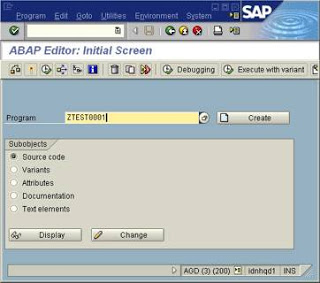 Program Edit Goto Utilities Environment System
SAP
ABAP Editor: Initial Screen
Debugging Execute with variant
Program ZTEST0001 Create
Subobjects
Source code
Variants
Attributes
Documentation
Text elements
Display Change
AGD (3) (200) idnhqd1 INS